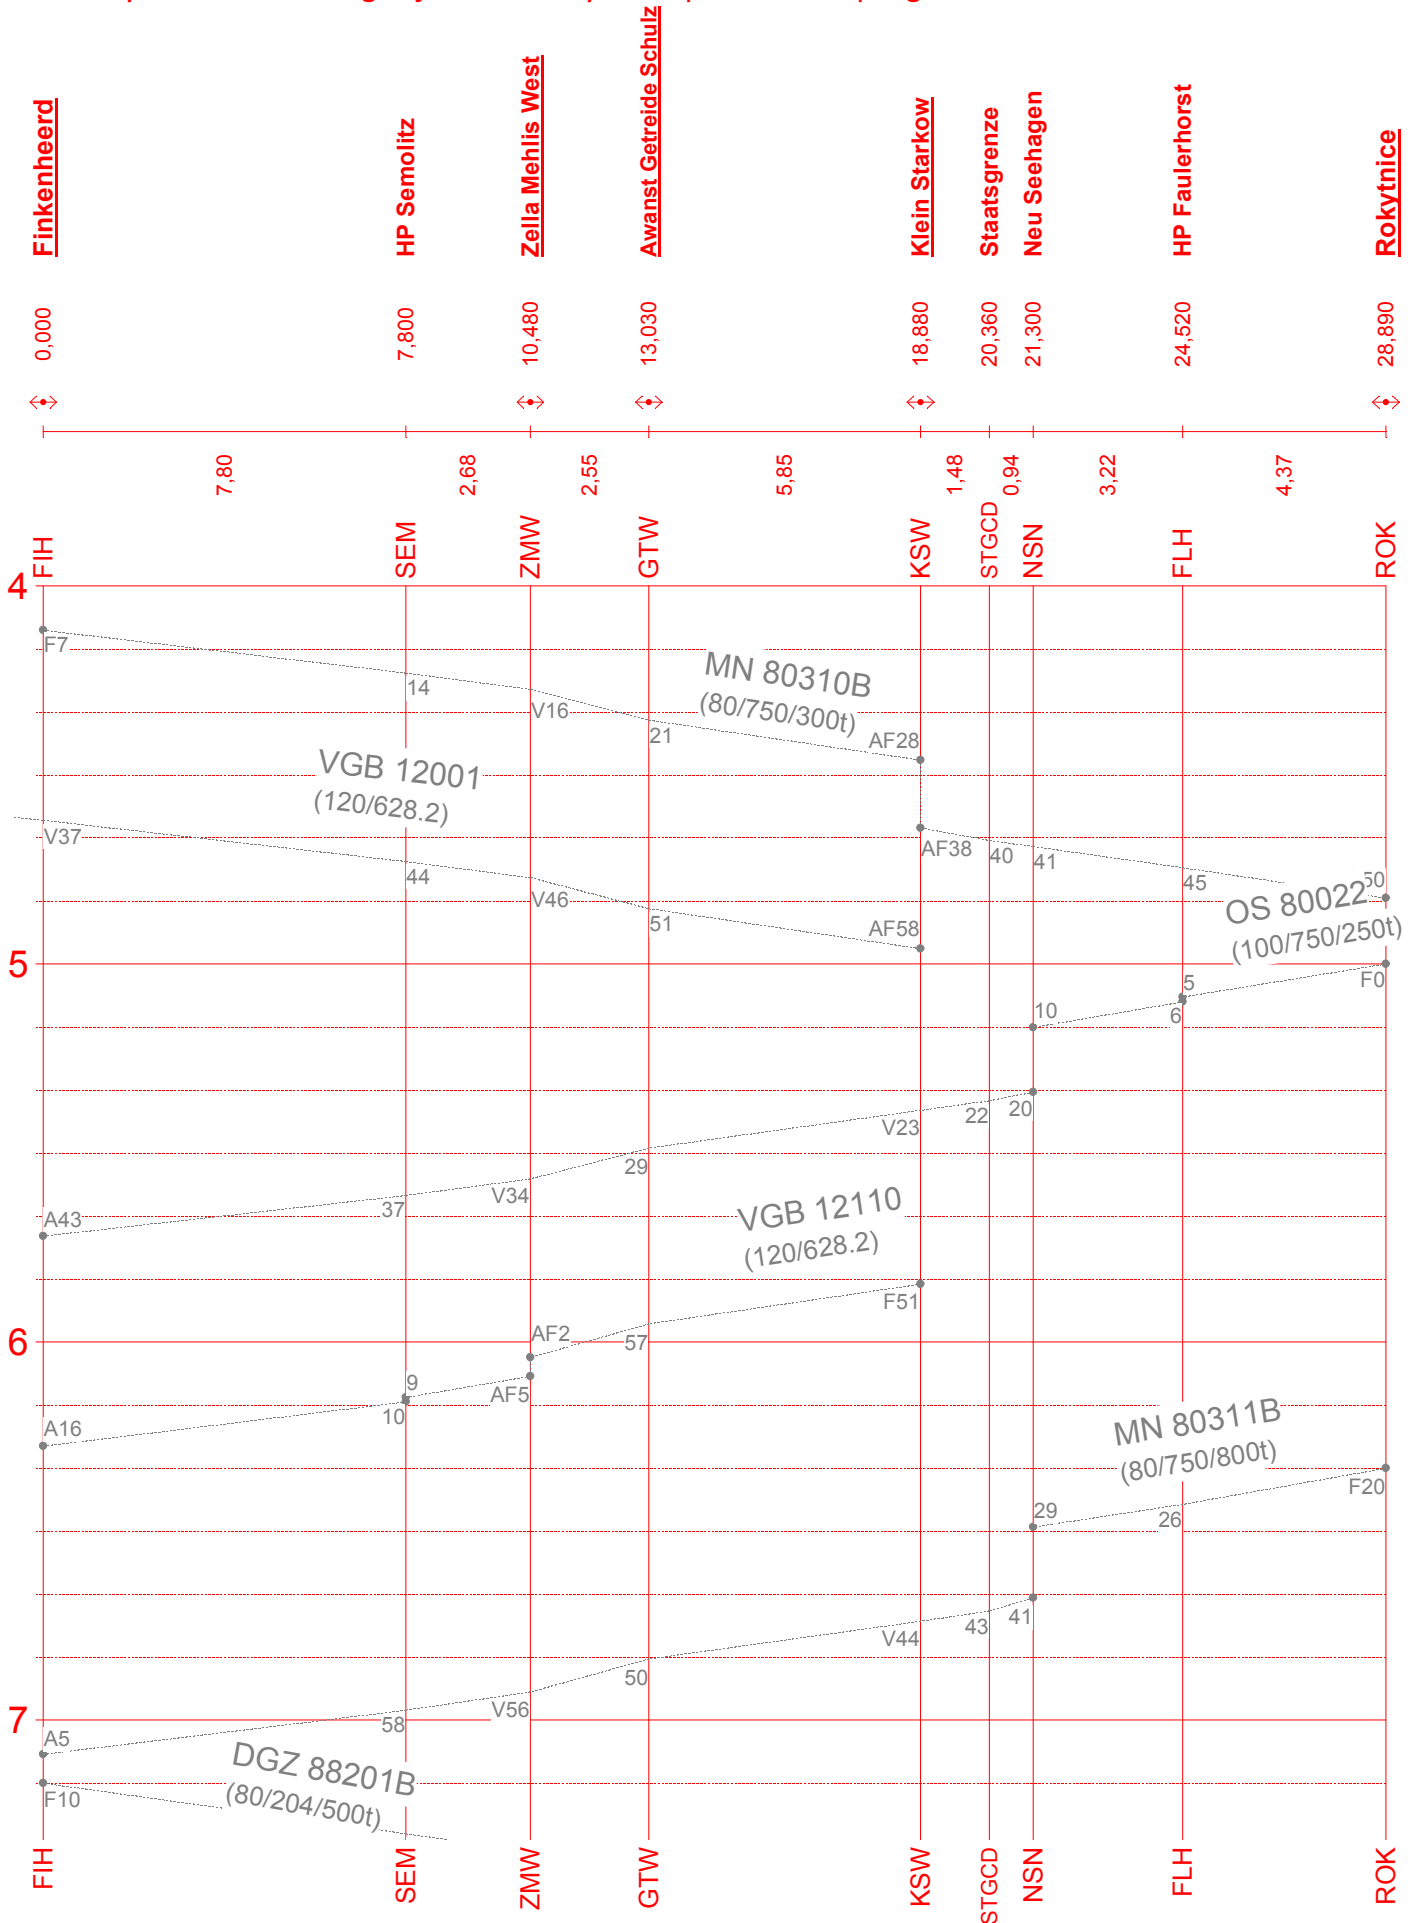 Finkenheerd
HP Semolitz
Zella Mehlis West
Awanst Getreide Schulz
Klein Starkow
Staatsgrenze
Neu Seehagen
HP Faulerhorst
Rokytnice
0,000
7,800
10,480
13,030
18,880
20,360
21,300
24,520
28,890
7,80
2,68
2,55
5,85
1,48
0,94
3,22
4,37
FIH
SEM
ZMW
GTW
KSW
STGCD
NSN
FLH
ROK
4
F7
14
V16
21
MN 80310B
(80/750/300t)
AF28
VGB 12001
(120/628.2)
V37
44
V46
51
AF58
AF38
40
41
45
50
OS 80022
(100/750/250t)
5
F0
5
6
10
20
22
V23
29
V34
37
A43
VGB 12110
(120/628.2)
F51
57
6
AF2
AF5
9
10
A16
MN 80311B
(80/750/800t)
F20
26
29
41
43
V44
50
V56
58
7
A5
F10
DGZ 88201B
(80/204/500t)
FIH
SEM
ZMW
GTW
KSW
STGCD
NSN
FLH
ROK